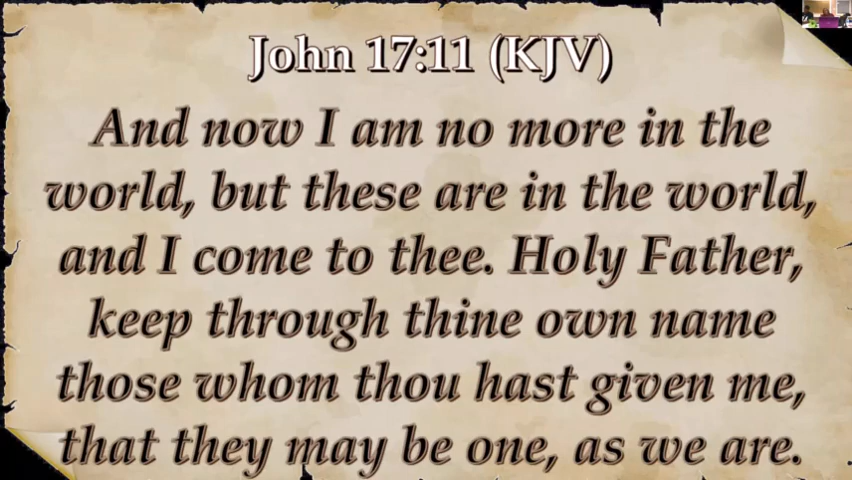 John 17:11 (KJV)
And now I am no more in the
world, but these are in the world,
and I come to thee. Holy Father,
keep through thine own name
those whom thou hast given me,
that they may be one, as we are.